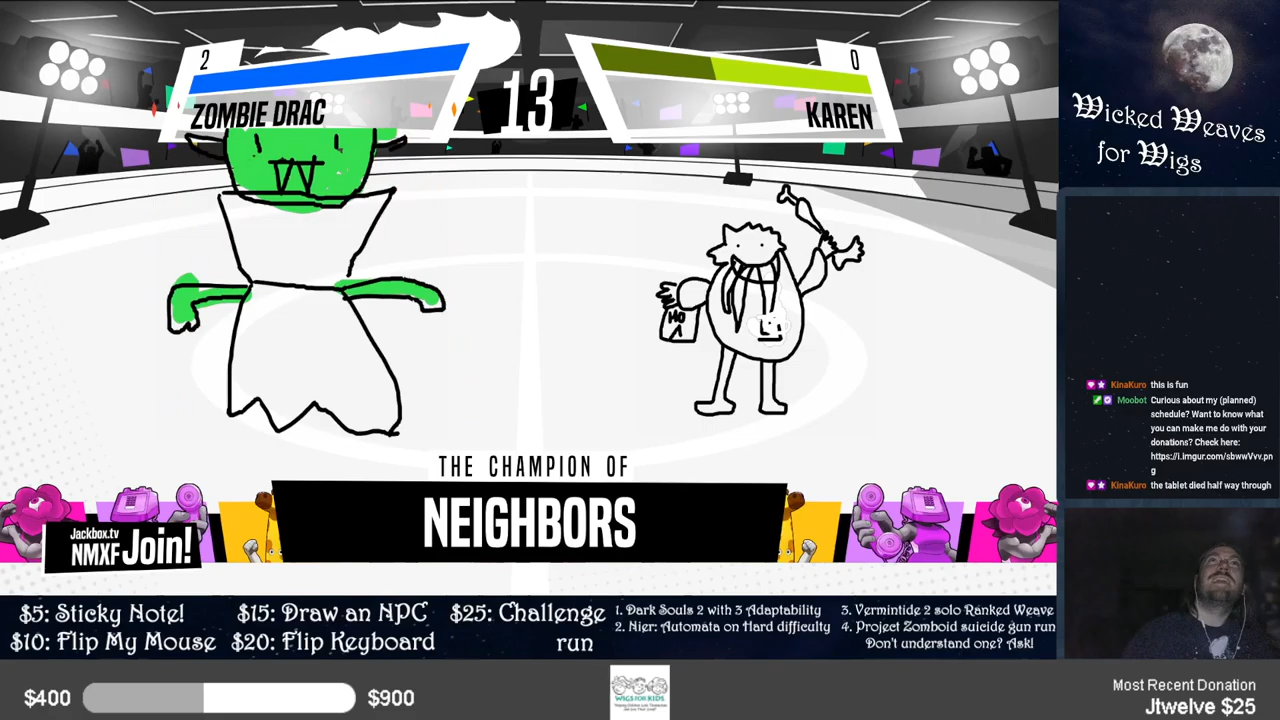 2
ZOMBIE DRAC
13
0
KAREN
THE CHAMPION OF
NEIGHBORS
Jackbox.tv
NMXF Join!
Wicked Weaves
for Wigs
KinaKuro this is fun
Moobot Curious about my (planned)
schedule? Want to know what
you can make me do with your
donations? Check here:
https://i.imgur.com/sbwwVvv.pn
g
KinaKuro the tablet died half way through
$5: Sticky Note!
$10: Flip My Mouse
$15: Draw an NPC
$20: Flip Keyboard
$25: Challenge
run
1. Dark Souls 2 with 3 Adaptability
2. Nier: Automata on Hard difficulty
3. Vermintide 2 solo Ranked Weave
4. Project Zomboid suicide gun run
Don't understand one? Ask!
$400
$900
WIGS FOR KIDS
Most Recent Donation
Jtwelve $25